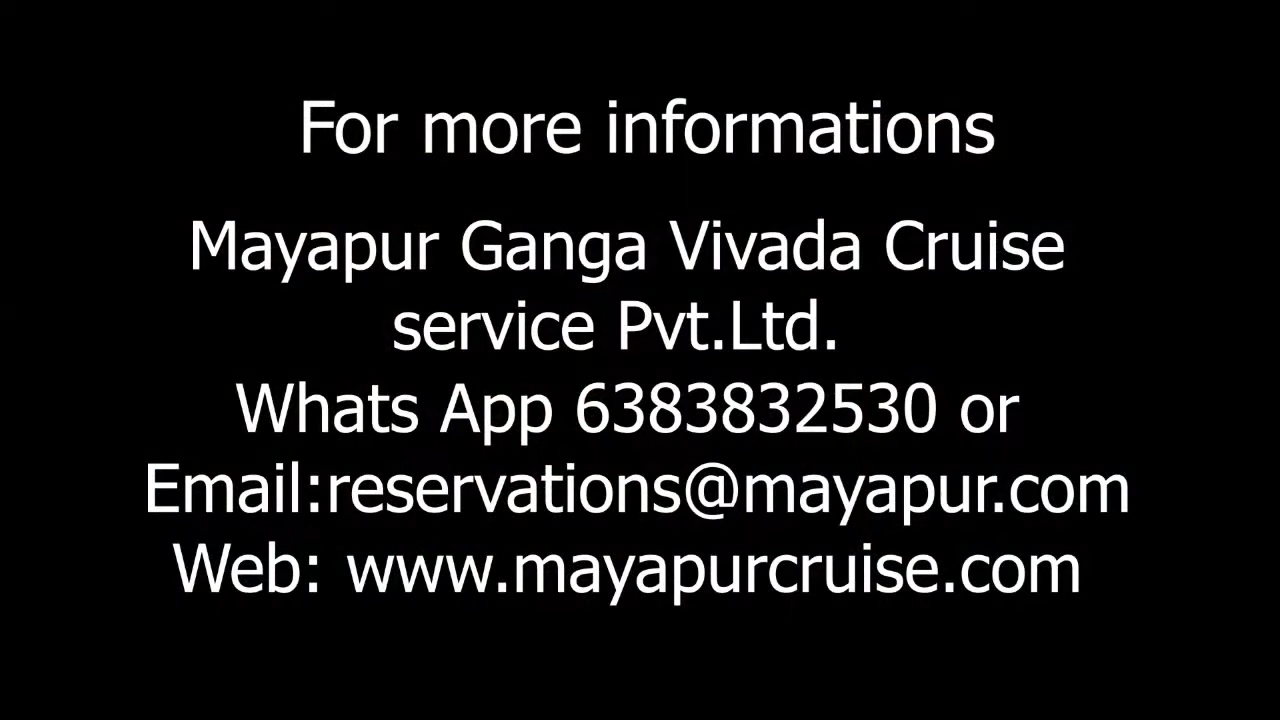 For more informations
Mayapur Ganga Vivada Cruise
service Pvt.Ltd.
Whats App 6383832530 or
Email:reservations@mayapur.com
Web: www.mayapurcruise.com